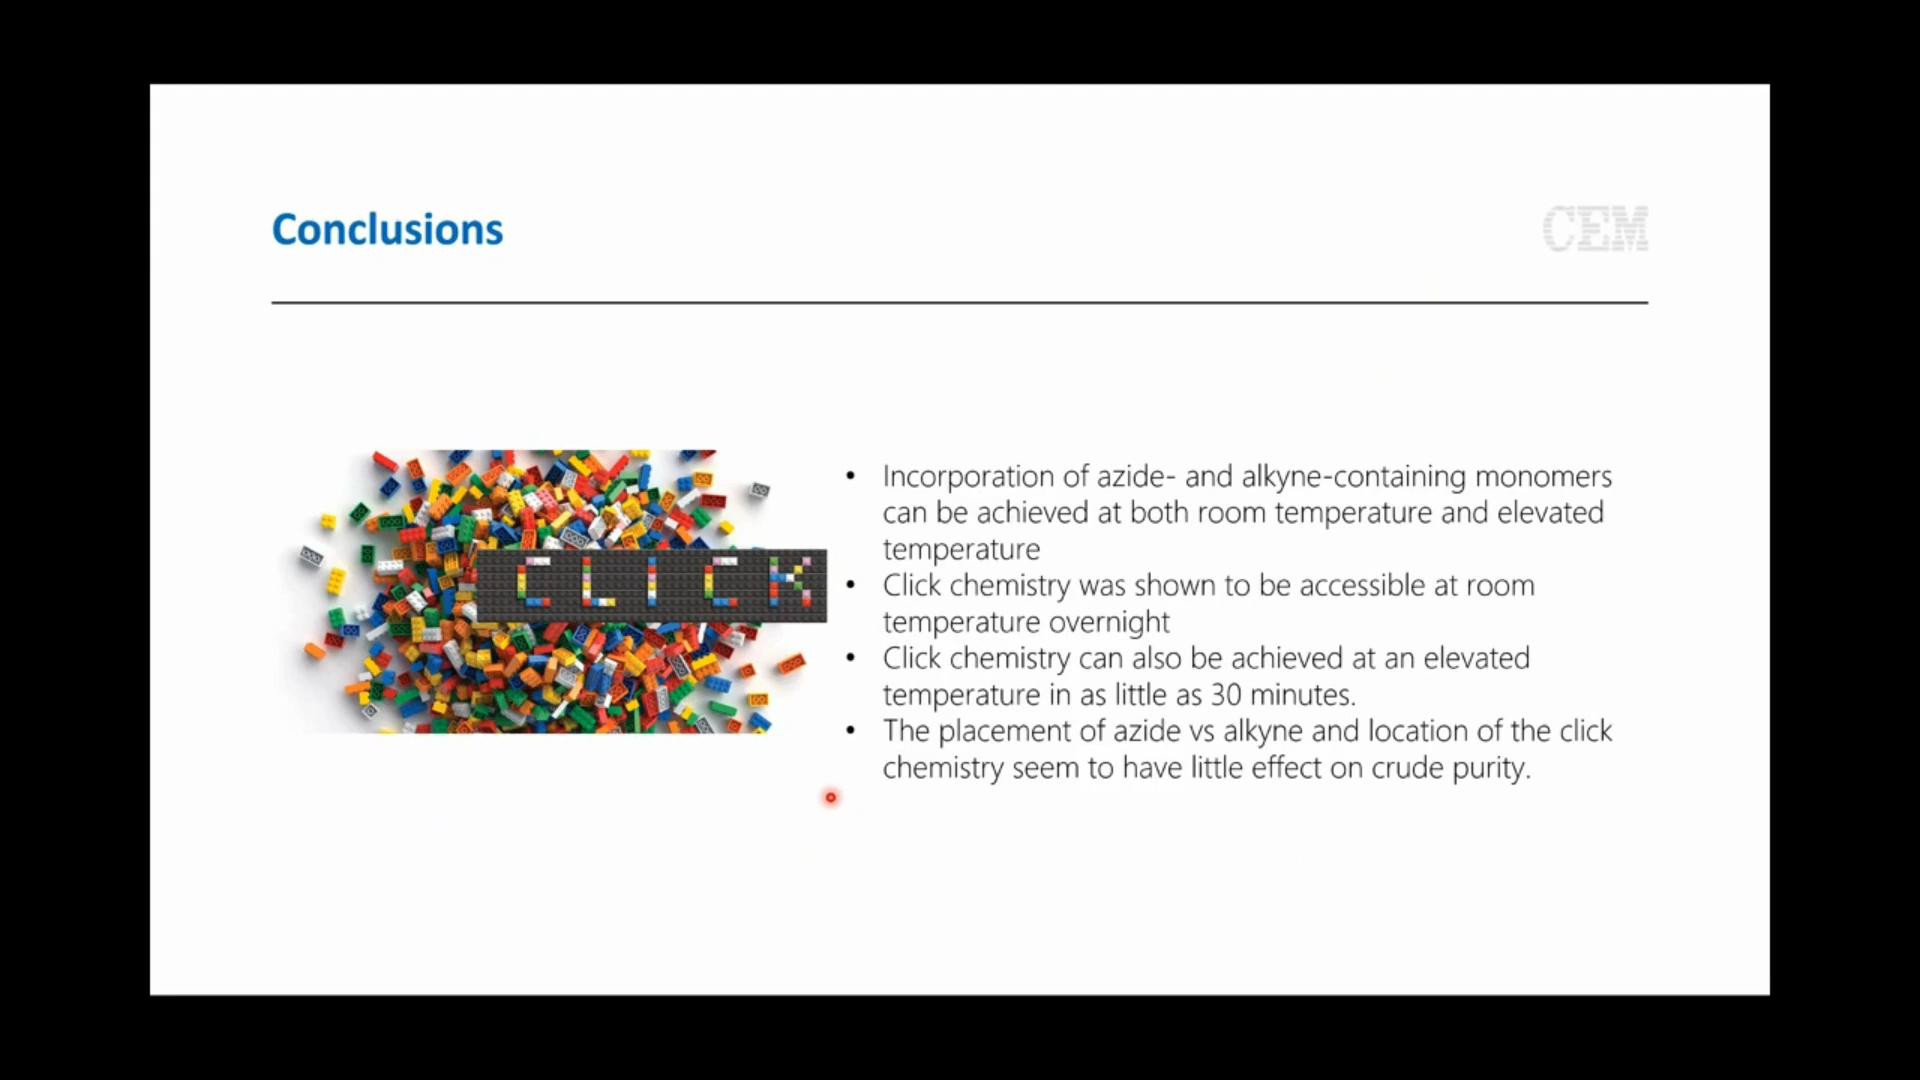 Conclusions
CEM
CLICK
• Incorporation of azide- and alkyne-containing monomers
can be achieved at both room temperature and elevated
temperature
• Click chemistry was shown to be accessible at room
temperature overnight
• Click chemistry can also be achieved at an elevated
temperature in as little as 30 minutes.
• The placement of azide vs alkyne and location of the click
chemistry seem to have little effect on crude purity.